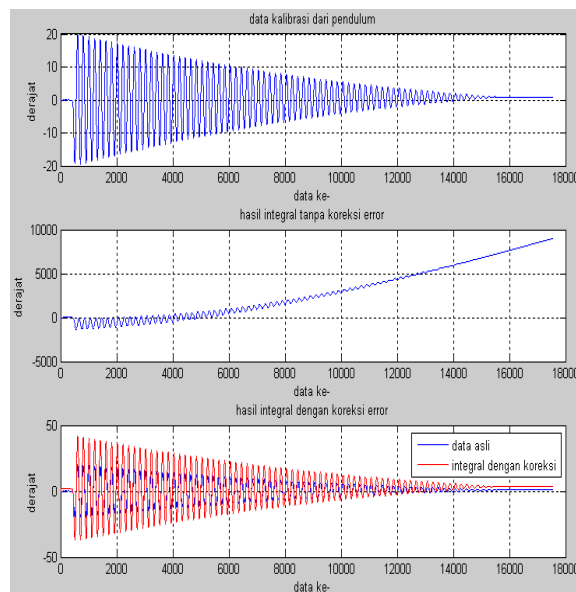 data kalibrasi dari pendulum
20
10
0
-10
-20
derajat
0 2000 4000 6000 8000 10000 12000 14000 16000 18000
data ke-
hasil integral tanpa koreksi error
10000
5000
0
-5000
derajat
0 2000 4000 6000 8000 10000 12000 14000 16000 18000
data ke-
hasil integral dengan koreksi error
50
0
-50
derajat
data asli
integral dengan koreksi
0 2000 4000 6000 8000 10000 12000 14000 16000 18000
data ke-